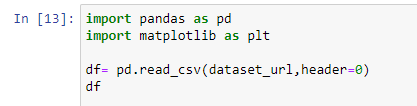 In [13]: import pandas as pd
import matplotlib as plt
df= pd.read_csv(dataset_url,header=0)
df